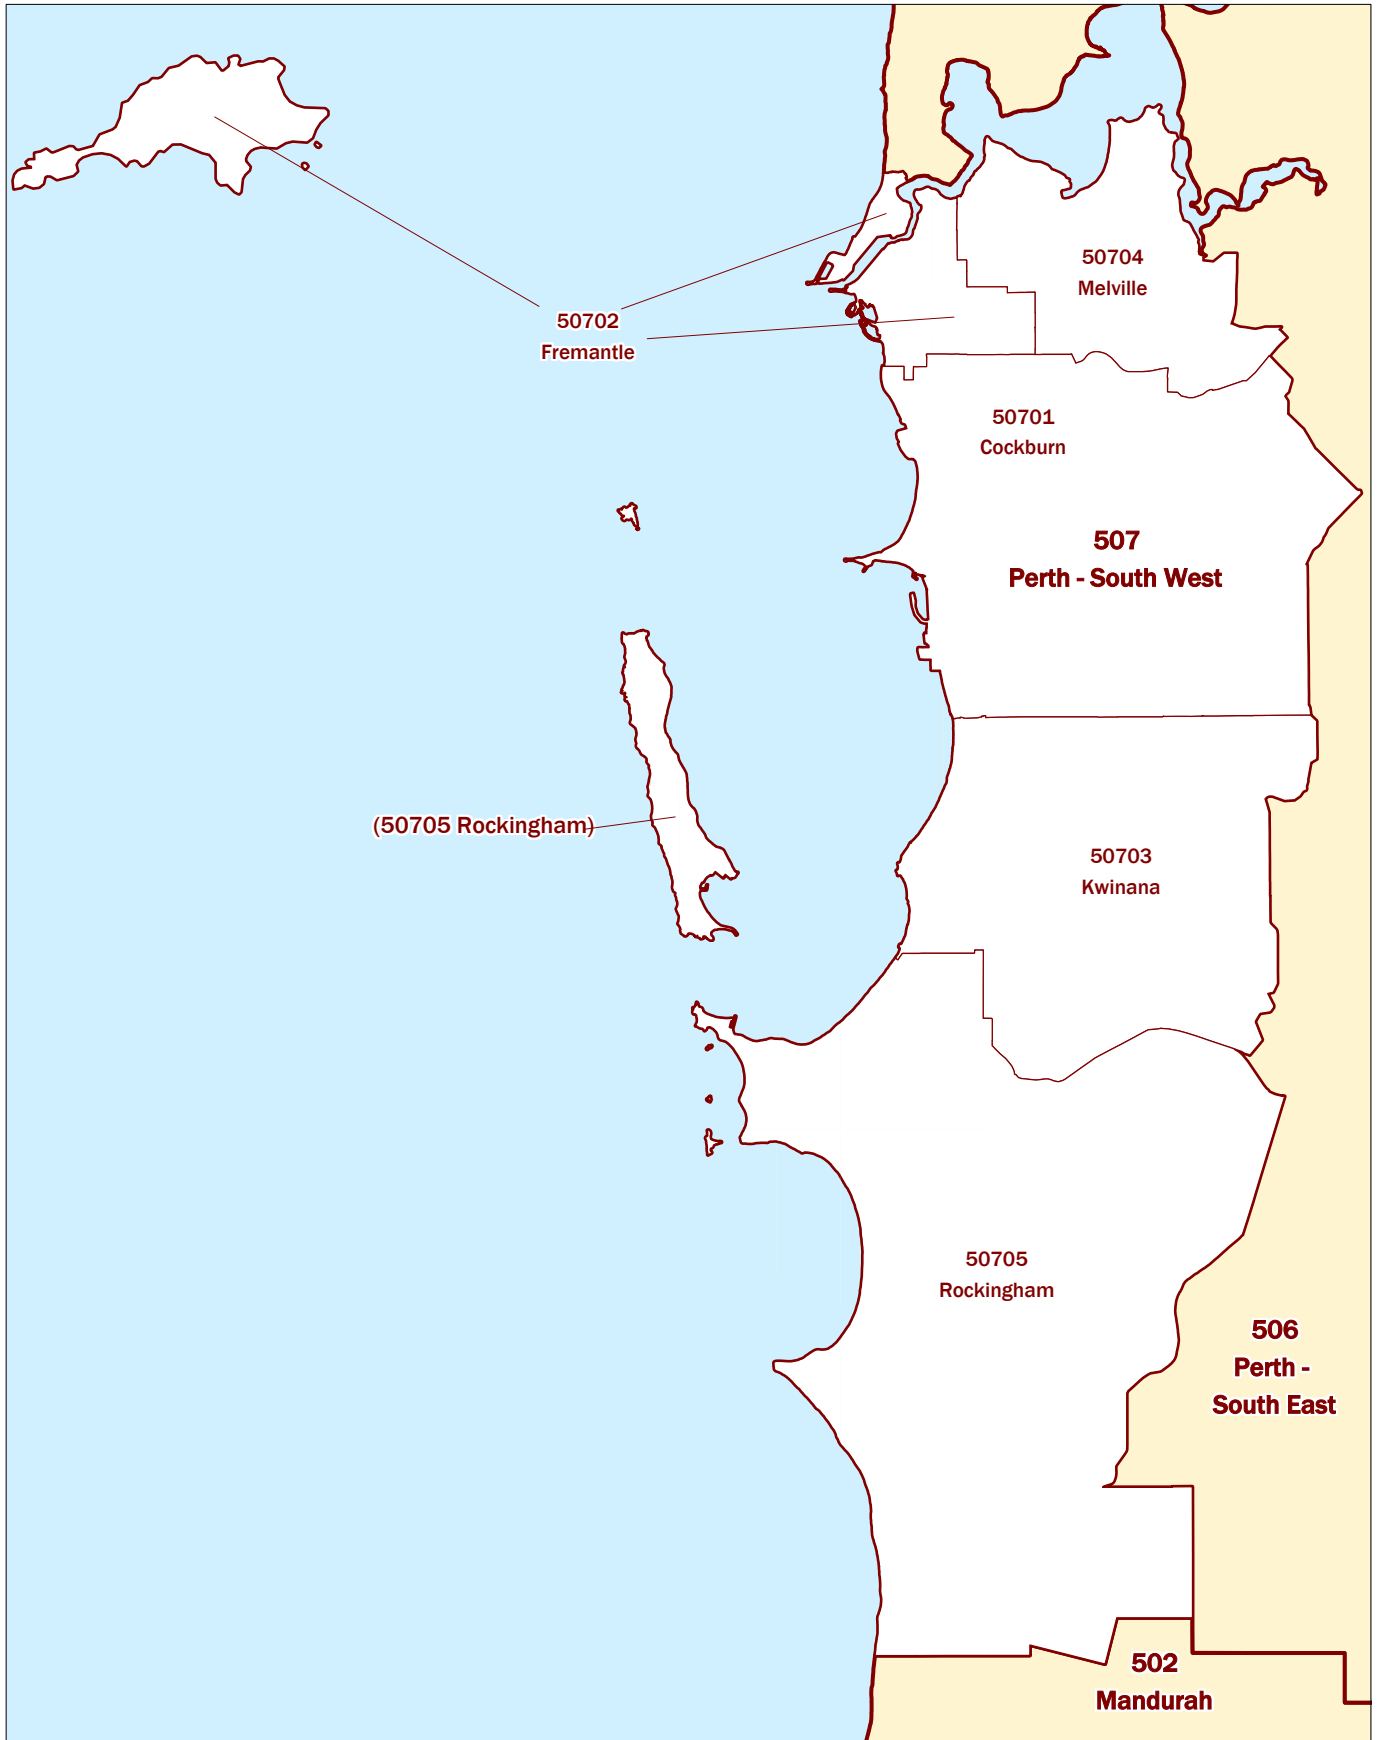 50704
Melville
50702
Fremantle
50701
Cockburn
507
Perth - South West
(50705 Rockingham)
50703
Kwinana
50705
Rockingham
506
Perth -
South East
502
Mandurah